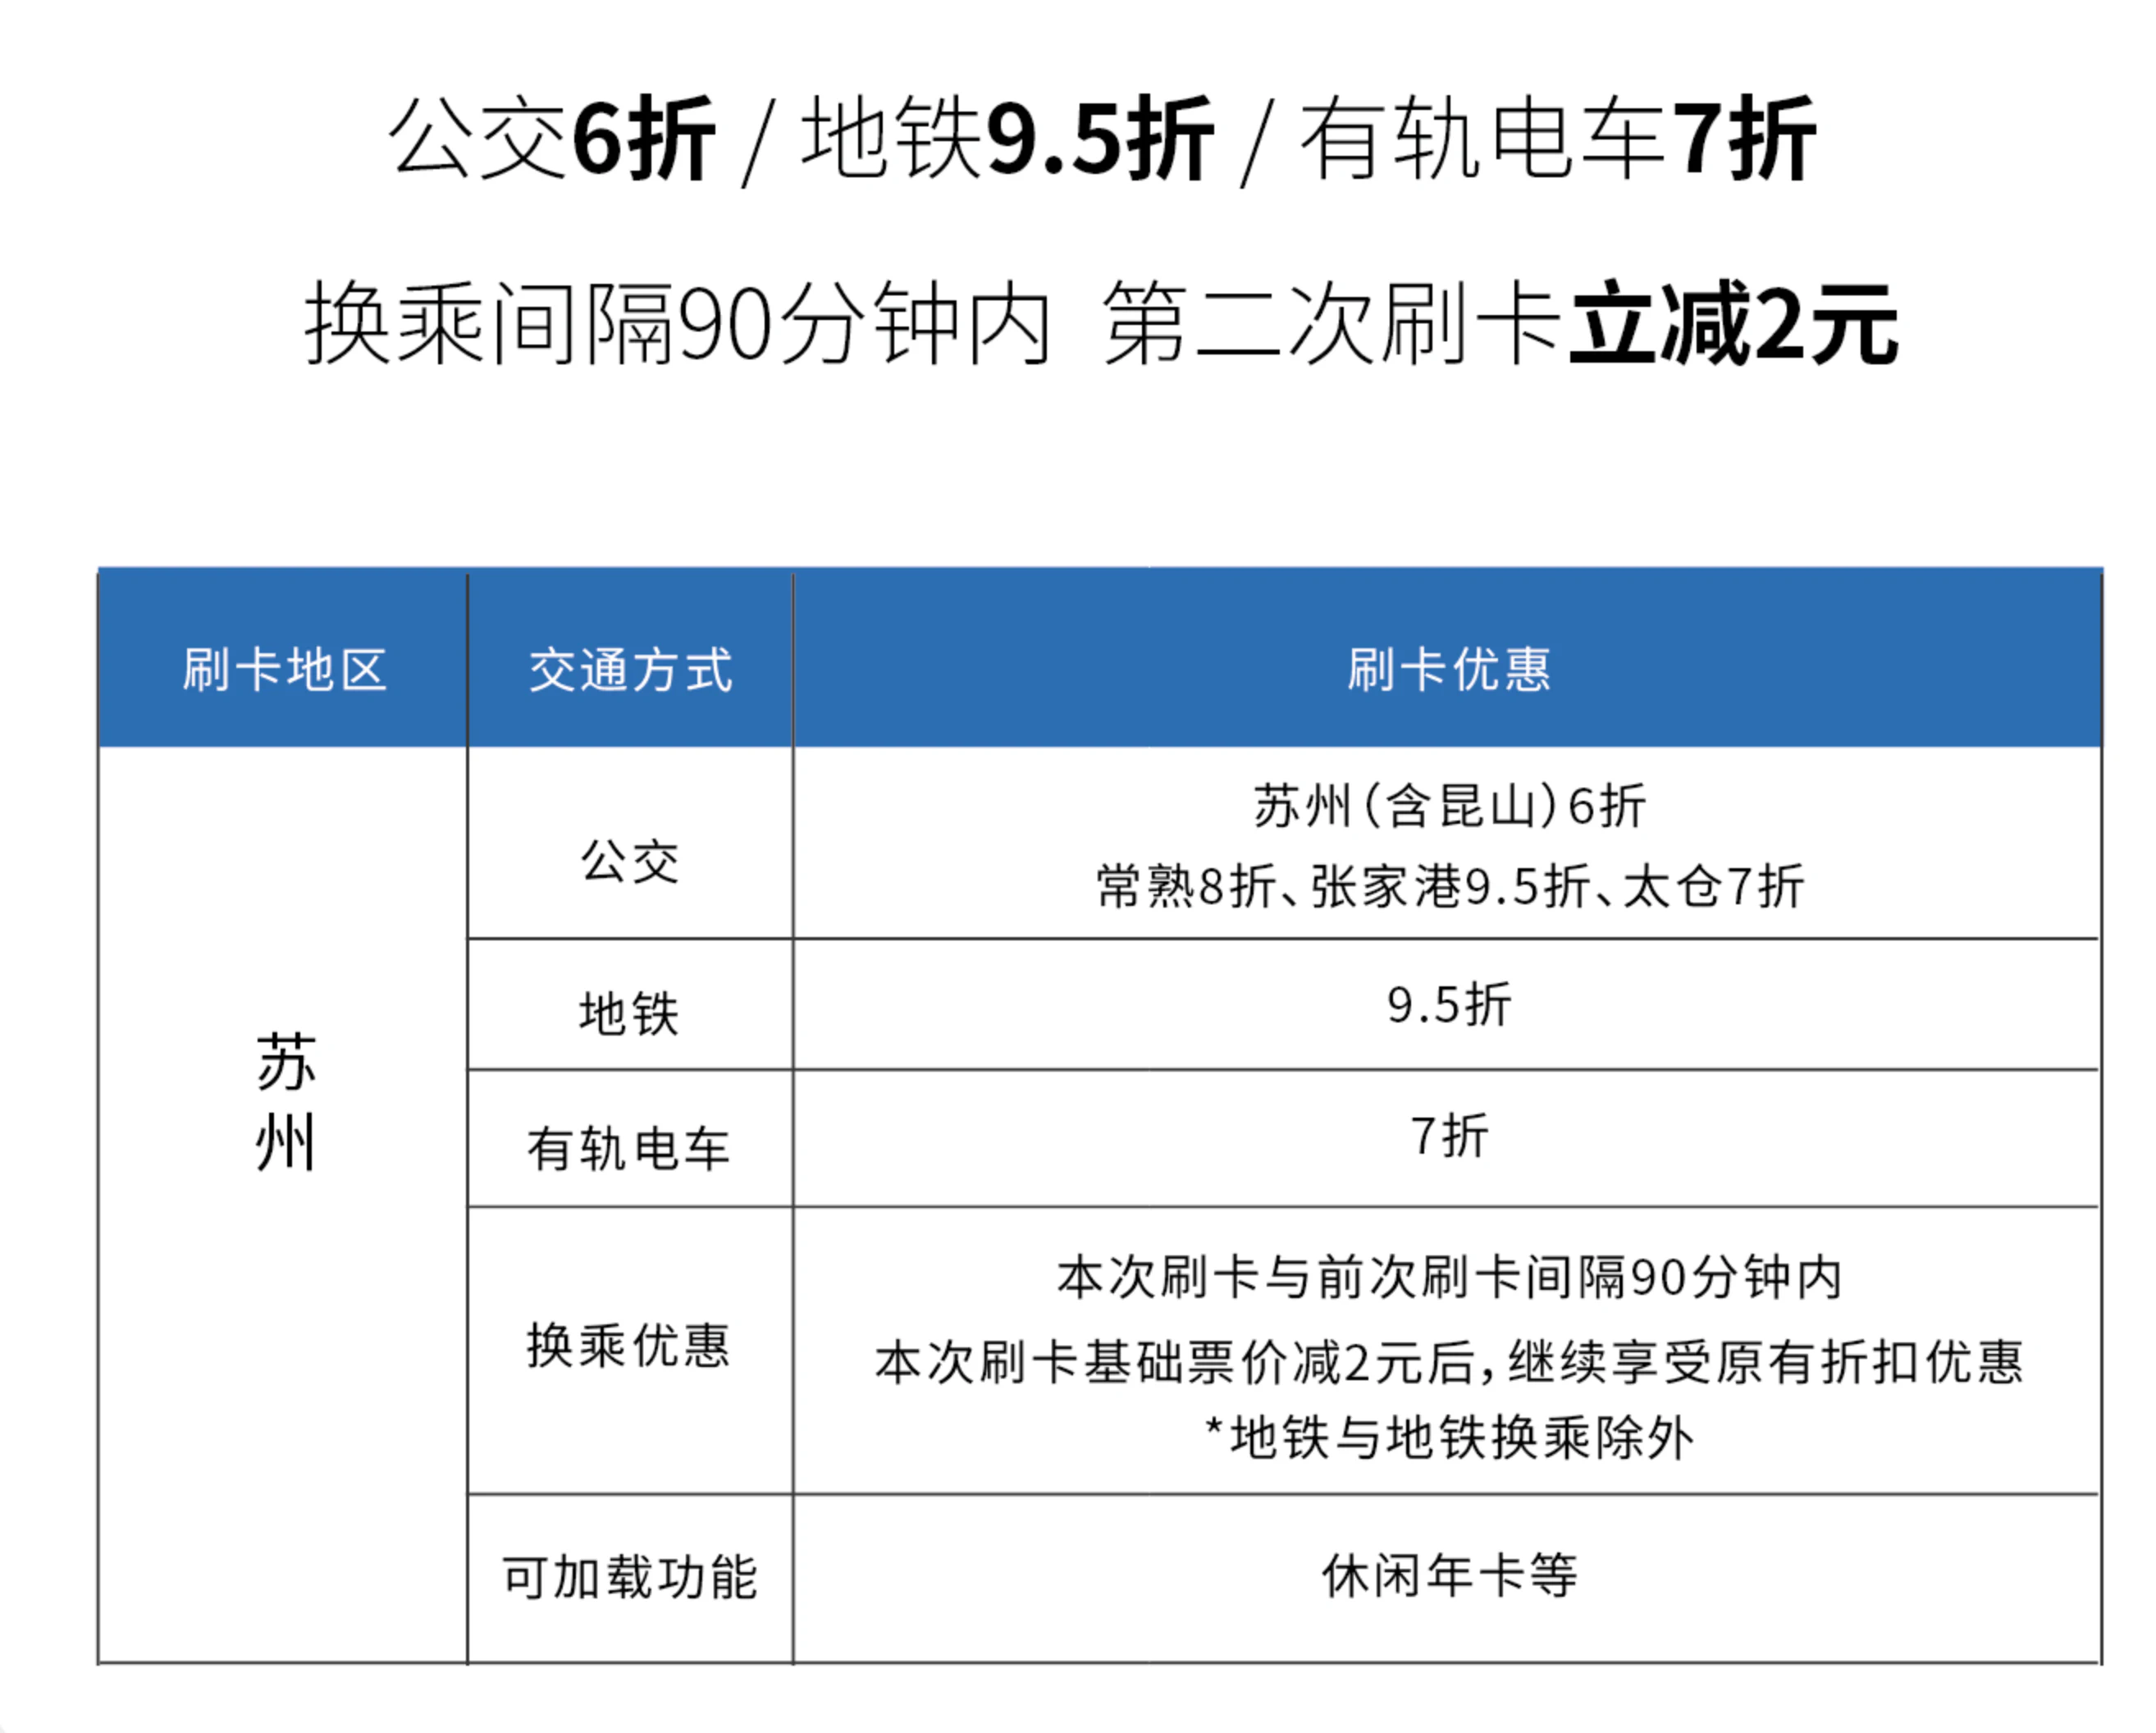 公交6折 / 地铁9.5折 / 有轨电车7折
换乘间隔90分钟内 第二次刷卡立减2元
刷卡地区 交通方式 刷卡优惠
苏州
公交
苏州（含昆山）6折
常熟8折、张家港9.5折、太仓7折
地铁 9.5折
有轨电车 7折
换乘优惠
本次刷卡与前次刷卡间隔90分钟内
本次刷卡基础票价减2元后，继续享受原有折扣优惠
*地铁与地铁换乘除外
可加载功能 休闲年卡等